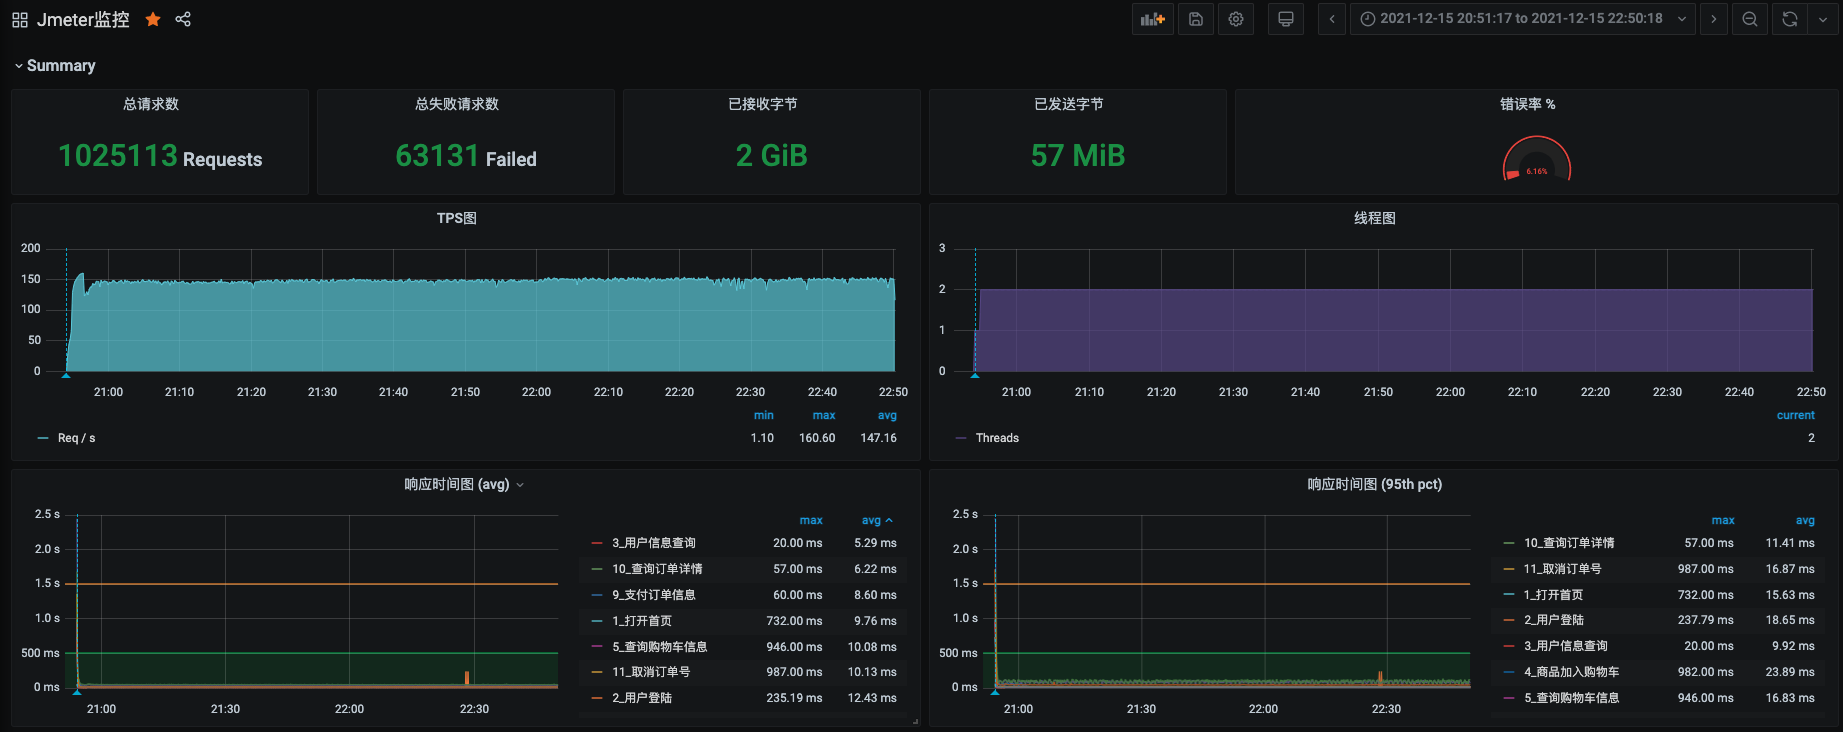 Jmeter监控
2021-12-15 20:51:17 to 2021-12-15 22:50:18
Summary
总请求数
1025113 Requests
总失败请求数
63131 Failed
已接收字节
2 GiB
已发送字节
57 MiB
错误率 %
6.16%
TPS图
200
150
100
50
0
21:00 21:10 21:20 21:30 21:40 21:50 22:00 22:10 22:20 22:30 22:40 22:50
min max avg
Req / s 1.10 160.60 147.16
线程图
3
2
1
0
21:00 21:10 21:20 21:30 21:40 21:50 22:00 22:10 22:20 22:30 22:40 22:50
current
Threads 2
响应时间图 (avg)
2.5 s
2.0 s
1.5 s
1.0 s
500 ms
0 ms
21:00 21:30 22:00 22:30
max avg
3_用户信息查询 20.00 ms 5.29 ms
10_查询订单详情 57.00 ms 6.22 ms
9_支付订单信息 60.00 ms 8.60 ms
1_打开首页 732.00 ms 9.76 ms
5_查询购物车信息 946.00 ms 10.08 ms
11_取消订单号 987.00 ms 10.13 ms
2_用户登陆 235.19 ms 12.43 ms
响应时间图 (95th pct)
2.5 s
2.0 s
1.5 s
1.0 s
500 ms
0 ms
21:00 21:30 22:00 22:30
max avg
10_查询订单详情 57.00 ms 11.41 ms
11_取消订单号 987.00 ms 16.87 ms
1_打开首页 732.00 ms 15.63 ms
2_用户登陆 237.79 ms 18.65 ms
3_用户信息查询 20.00 ms 9.92 ms
4_商品加入购物车 982.00 ms 23.89 ms
5_查询购物车信息 946.00 ms 16.83 ms